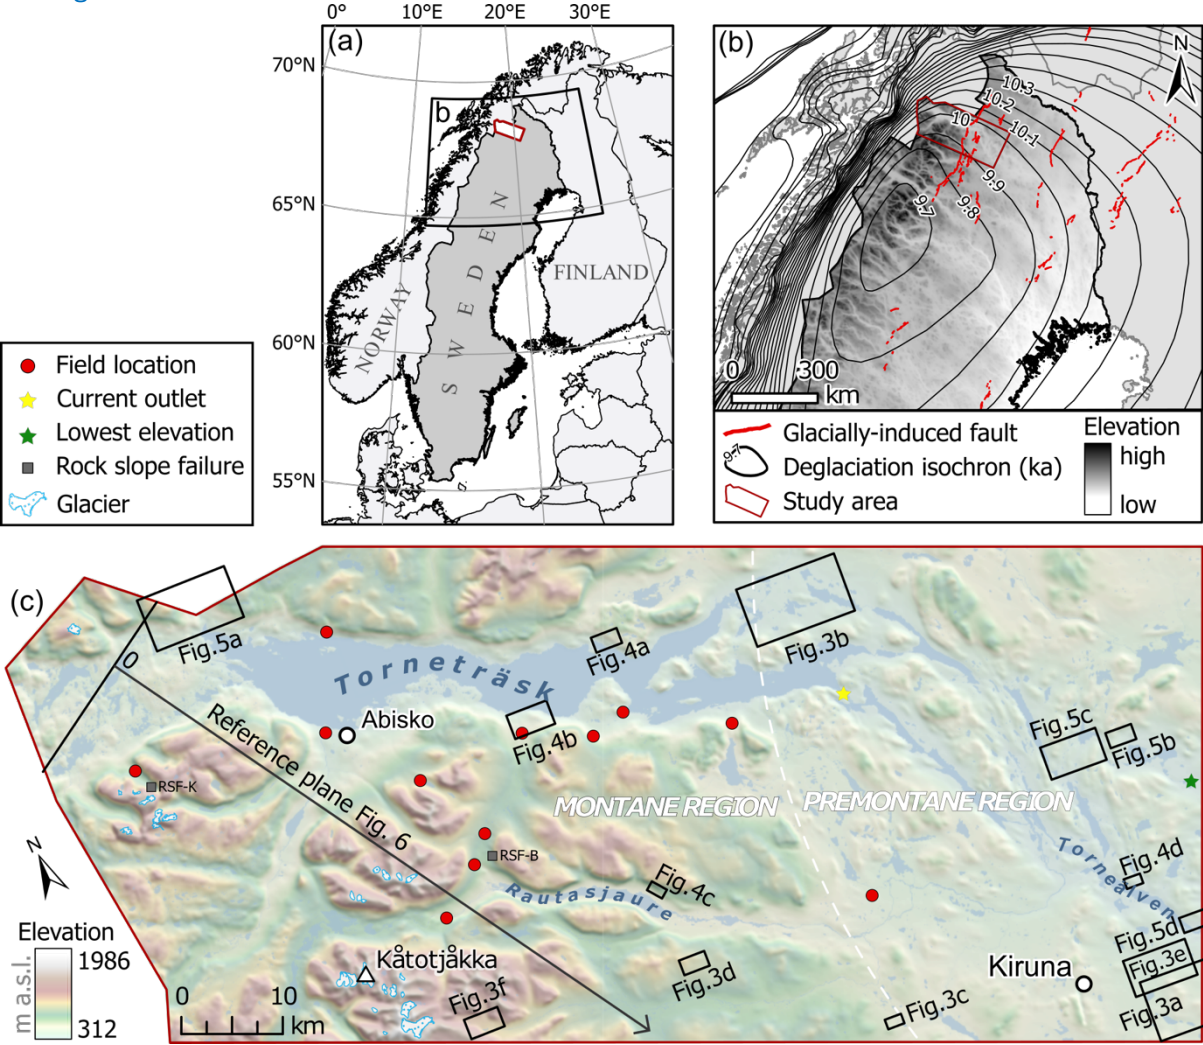 0° 10°E 20°E 30°E
(a)
70°N
65°N
60°N
55°N
b
SWEDEN
NORWAY
FINLAND
(b)
N
10.3
10.2
10
10.1
9.9
9.8
9.7
0 300
km
Glacially-induced fault
9.7
Deglaciation isochron (ka)
Study area
Elevation
high
low
Field location
Current outlet
Lowest elevation
Rock slope failure
Glacier
(c)
Fig.5a
0
Torneträsk
Fig.4a
Fig.3b
Abisko
Fig.4b
Reference plane Fig. 6
Fig.5c
Fig.5b
RSF-K
MONTANE REGION
PREMONTANE REGION
RSF-B
Rautasjaure
Fig.4c
Torneälven
Fig.4d
N
Elevation
m a.s.l.
1986
312
0 10
km
Kåtotjåkka
Fig.3f
Fig.3d
Fig.3c
Kiruna
Fig.5d
Fig.3e
Fig.3a